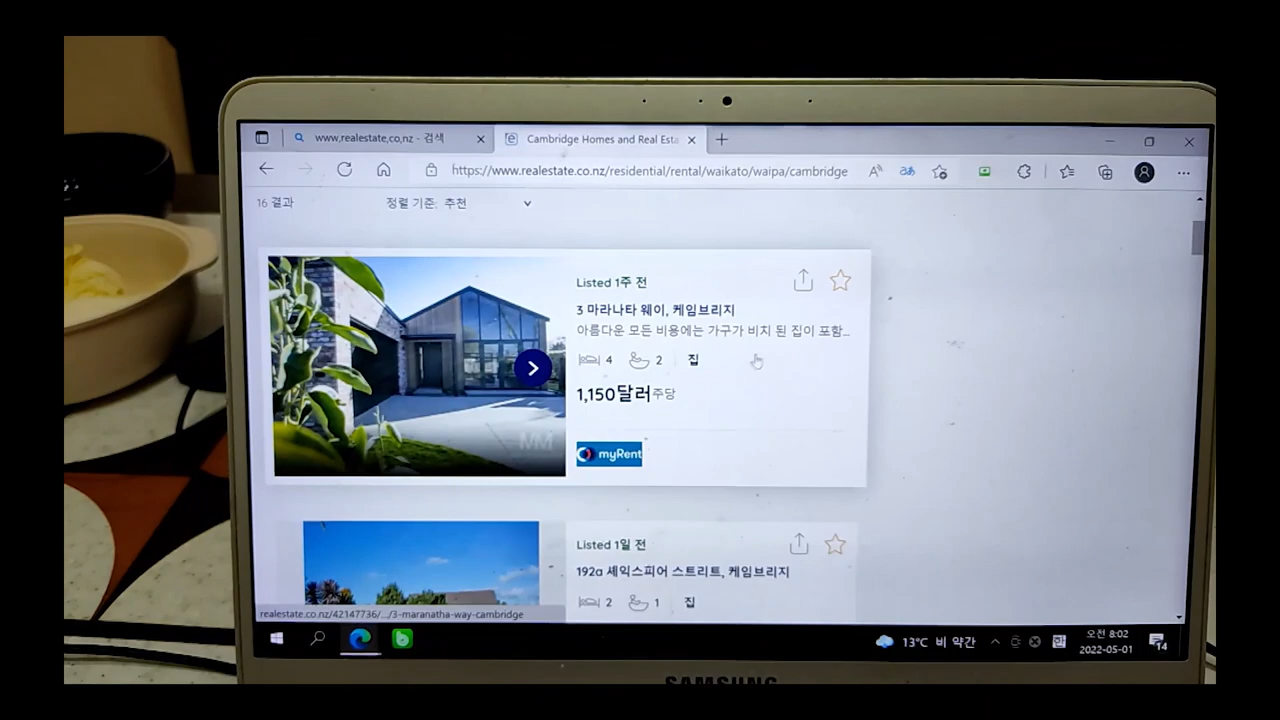 www,realestate,co,nz - 검색
Cambridge Homes and Real Esta
https://www.realestate.co.nz/residential/rental/waikato/waipa/cambridge
16 결과
정렬 기준: 추천
Listed 1주 전
3 마라나타 웨이, 케임브리지
아름다운 모든 비용에는 가구가 비치 된 집이 포함...
4 2 집
1,150달러주당
MM
myRent
Listed 1일 전
192a 셰익스피어 스트리트, 케임브리지
2 1 집
realestate.co.nz/42147736/.../3-maranatha-way-cambridge
13°C 비 약간
한
오전 8:02
2022-05-01
14
SAMSUNG